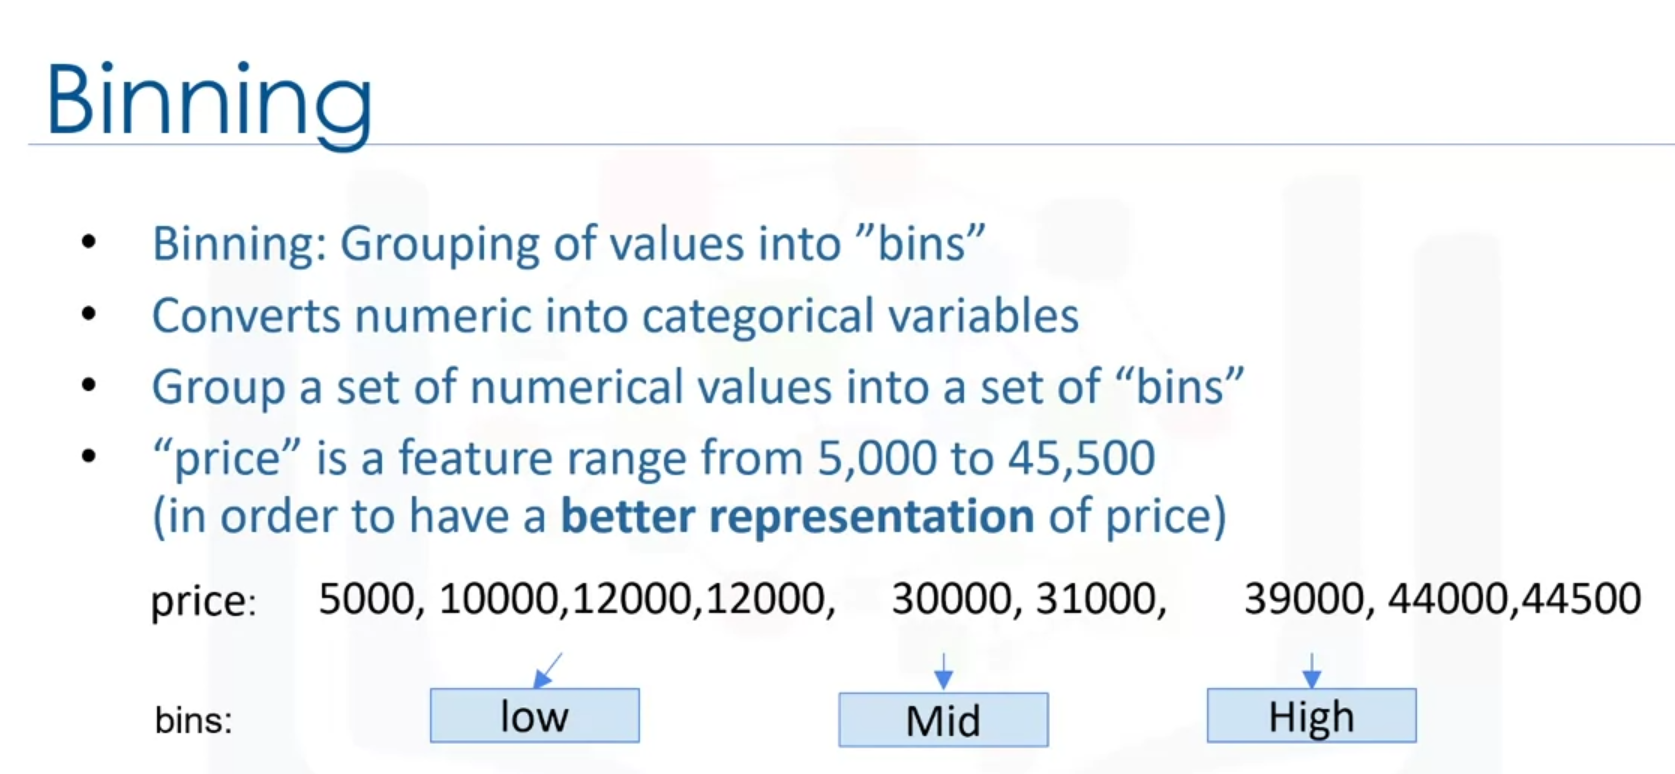 Binning
• Binning: Grouping of values into ”bins”
• Converts numeric into categorical variables
• Group a set of numerical values into a set of “bins”
• “price” is a feature range from 5,000 to 45,500
(in order to have a better representation of price)
price: 5000, 10000,12000,12000, 30000, 31000, 39000, 44000,44500
bins: low Mid High